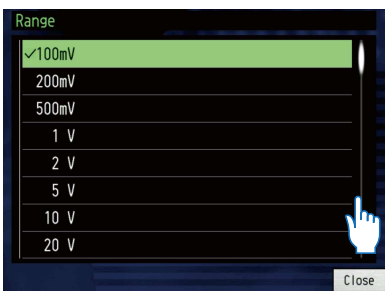 Range
✓100mV
200mV
500mV
1 V
2 V
5 V
10 V
20 V
Close